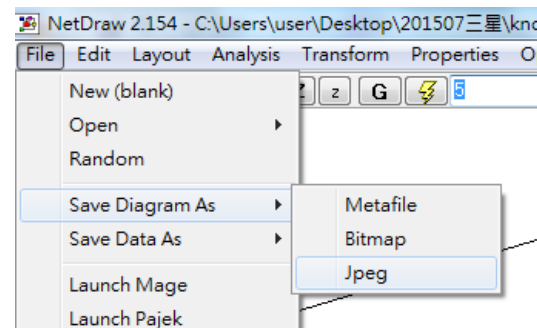 NetDraw 2.154 - C:\Users\user\Desktop\201507三星\kno
File Edit Layout Analysis Transform Properties O
New (blank) z G 5
Open
Random
Save Diagram As Metafile
Save Data As Bitmap
Jpeg
Launch Mage
Launch Pajek